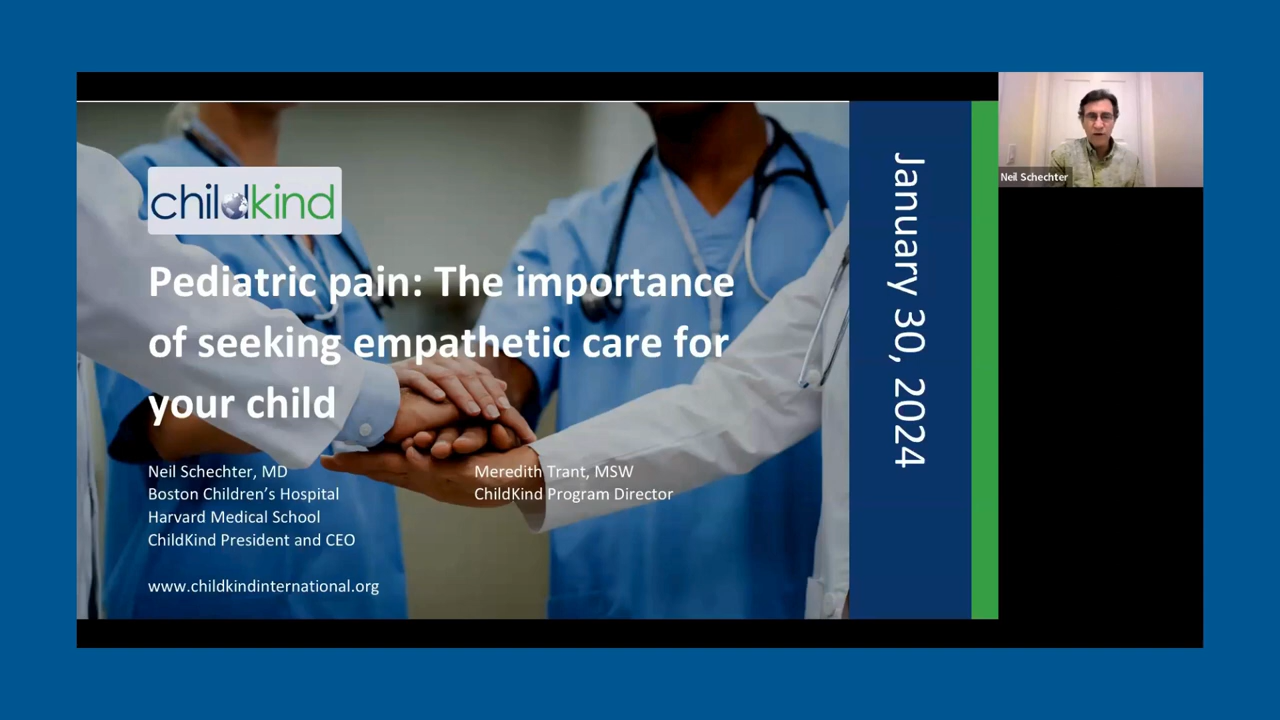 childkind
Pediatric pain: The importance
of seeking empathetic care for
your child
Neil Schechter, MD
Boston Children's Hospital
Harvard Medical School
ChildKind President and CEO
Meredith Trant, MSW
ChildKind Program Director
www.childkindinternational.org
January 30, 2024
Neil Schechter